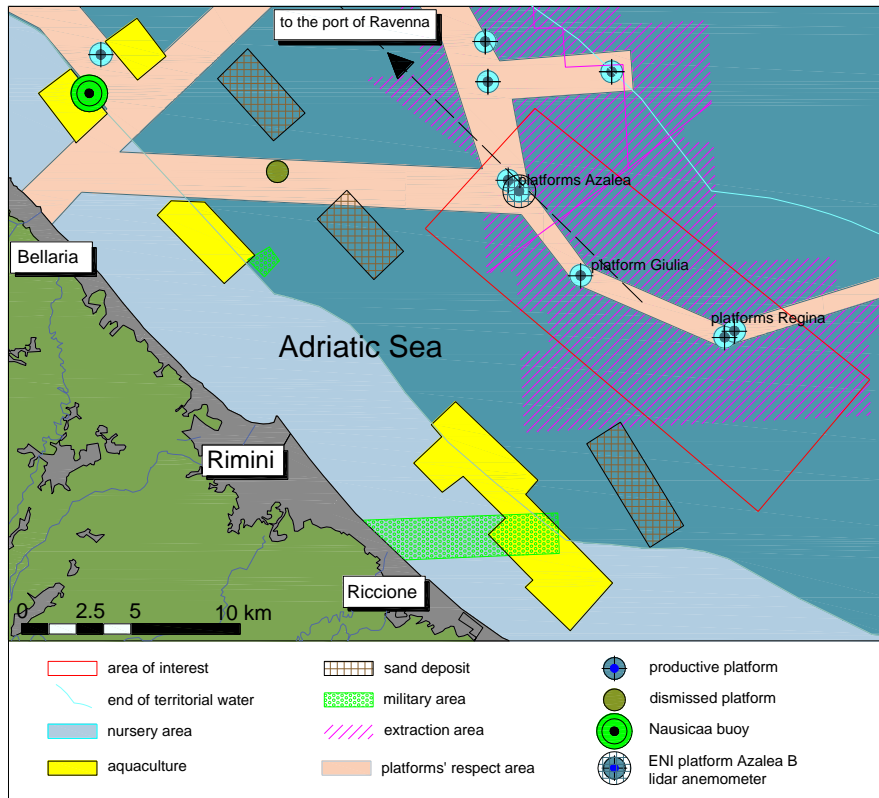 to the port of Ravenna
platforms Azalea
Bellaria
platform Giulia
platforms Regina
Adriatic Sea
Rimini
Riccione
0 2.5 5 10 km
area of interest
end of territorial water
nursery area
aquaculture
sand deposit
military area
extraction area
platforms' respect area
productive platform
dismissed platform
Nausicaa buoy
ENI platform Azalea B
lidar anemometer